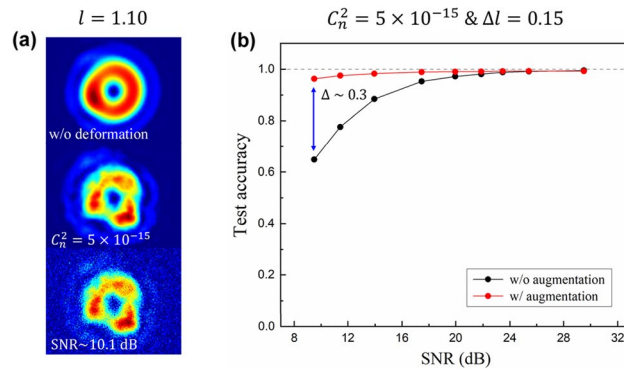 l = 1.10
C_n^2 = 5 × 10^-15 & Δl = 0.15
(a)
w/o deformation
C_n^2 = 5 × 10^-15
SNR~10.1 dB
(b)
1.0
0.8
0.6
0.4
0.2
0.0
Test accuracy
Δ ~ 0.3
w/o augmentation
w/ augmentation
8 12 16 20 24 28 32
SNR (dB)